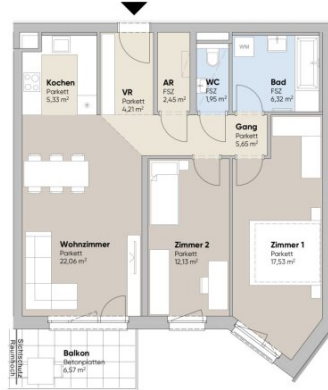 Kochen
Parkett
5,33 m²
VR
Parkett
4,21 m²
AR
FSZ
2,45 m²
WC
FSZ
1,95 m²
WM
Bad
FSZ
6,32 m²
Gang
Parkett
5,65 m²
Wohnzimmer
Parkett
22,06 m²
Zimmer 2
Parkett
12,13 m²
Zimmer 1
Parkett
17,53 m²
Sichtschutz
Raumhoch
Balkon
Betonplatten
6,57 m²